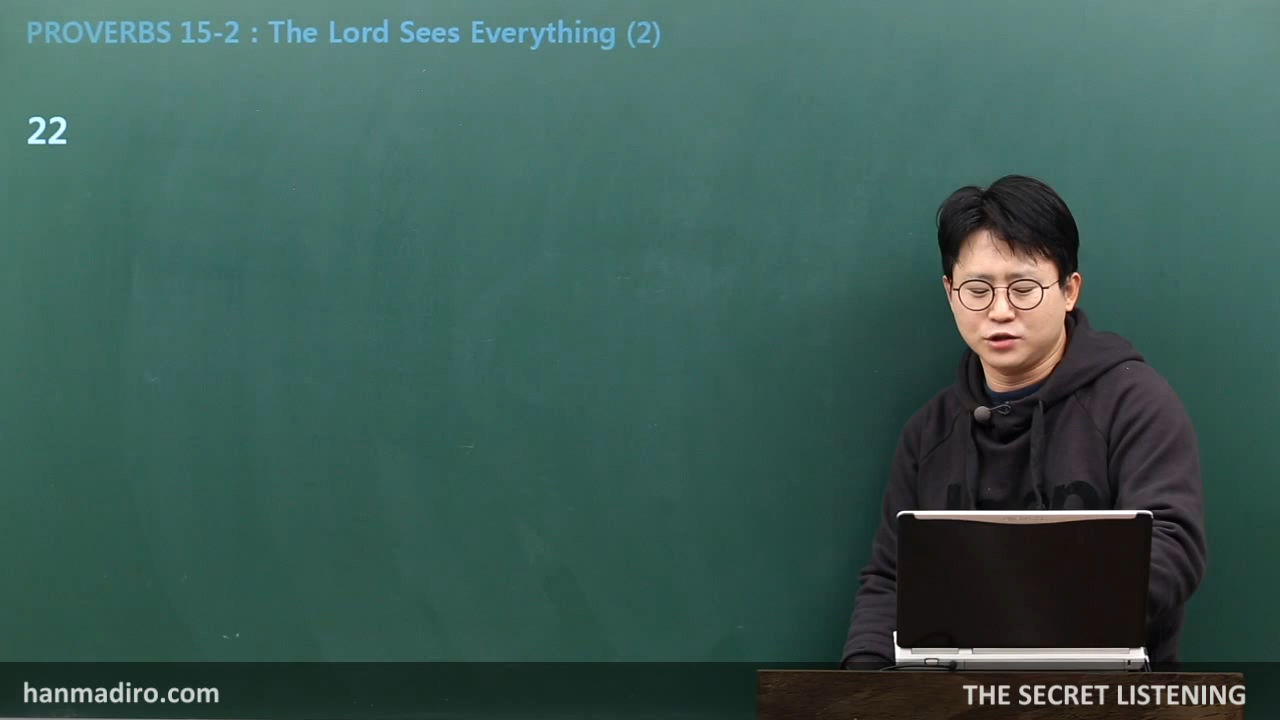 PROVERBS 15-2 : The Lord Sees Everything (2)
22
hanmadiro.com
THE SECRET LISTENING